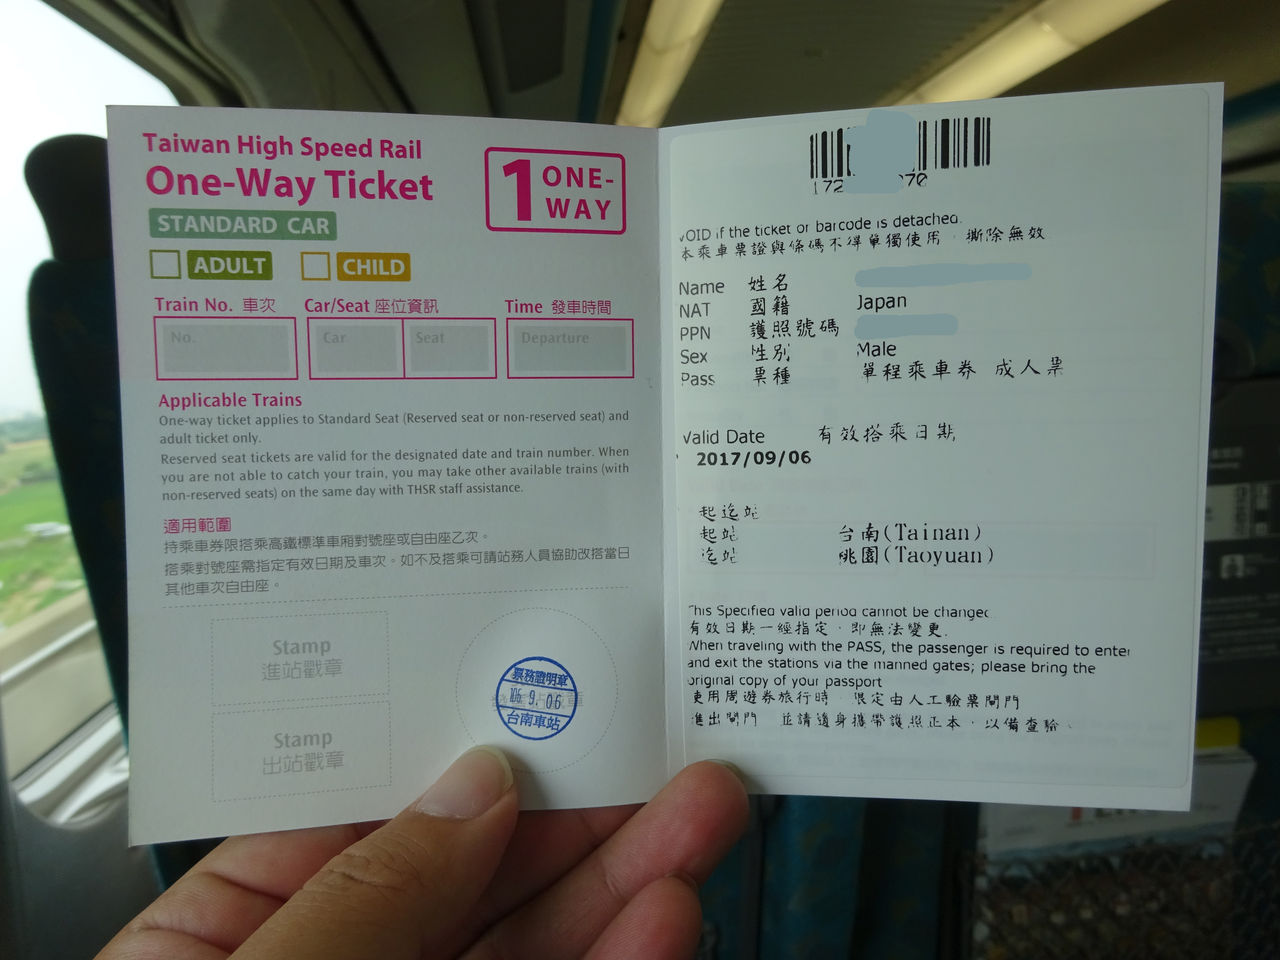 Taiwan High Speed Rail
One-Way Ticket
1 ONE-WAY
STANDARD CAR
ADULT
CHILD
Train No. 車次
Car/Seat 座位資訊
Time 發車時間
No.
Car
Seat
Departure
Applicable Trains
One-way ticket applies to Standard Seat (Reserved seat or non-reserved seat) and
adult ticket only.
Reserved seat tickets are valid for the designated date and train number. When
you are not able to catch your train, you may take other available trains (with
non-reserved seats) on the same day with THSR staff assistance.
適用範圍
持乘車券限搭乘高鐵標準車廂對號座或自由座乙次。
搭乘對號座需指定有效日期及車次。如不及搭乘可請站務人員協助改搭當日
其他車次自由座。
Stamp
進站戳章
Stamp
出站戳章
票務證明章
106. 9. 06
台南車站
172 70
VOID if the ticket or barcode is detached.
本乘車票證與條碼不得單獨使用，撕除無效
Name 姓名
NAT 國籍 Japan
PPN 護照號碼
Sex 性別 Male
Pass 票種 單程乘車券 成人票
Valid Date 有效搭乘日期
2017/09/06
起迄站
起站 台南(Tainan)
迄站 桃園(Taoyuan)
This Specified valid period cannot be changed
有效日期一經指定，即無法變更.
When traveling with the PASS, the passenger is required to enter
and exit the stations via the manned gates; please bring the
original copy of your passport
使用周遊券旅行時，限定由人工驗票閘門
進出閘門 並請隨身攜帶護照正本，以備查驗。